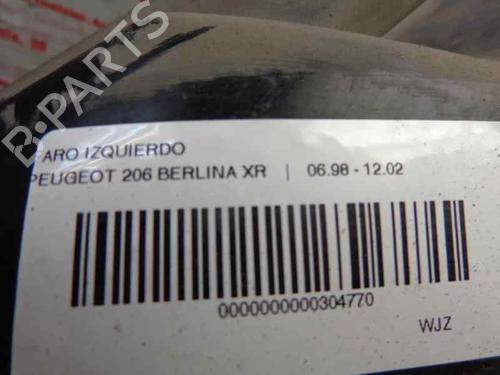 B-PARTS
FARO IZQUIERDO
PEUGEOT 206 BERLINA XR | 06.98 - 12.02
0000000000304770
WJZ